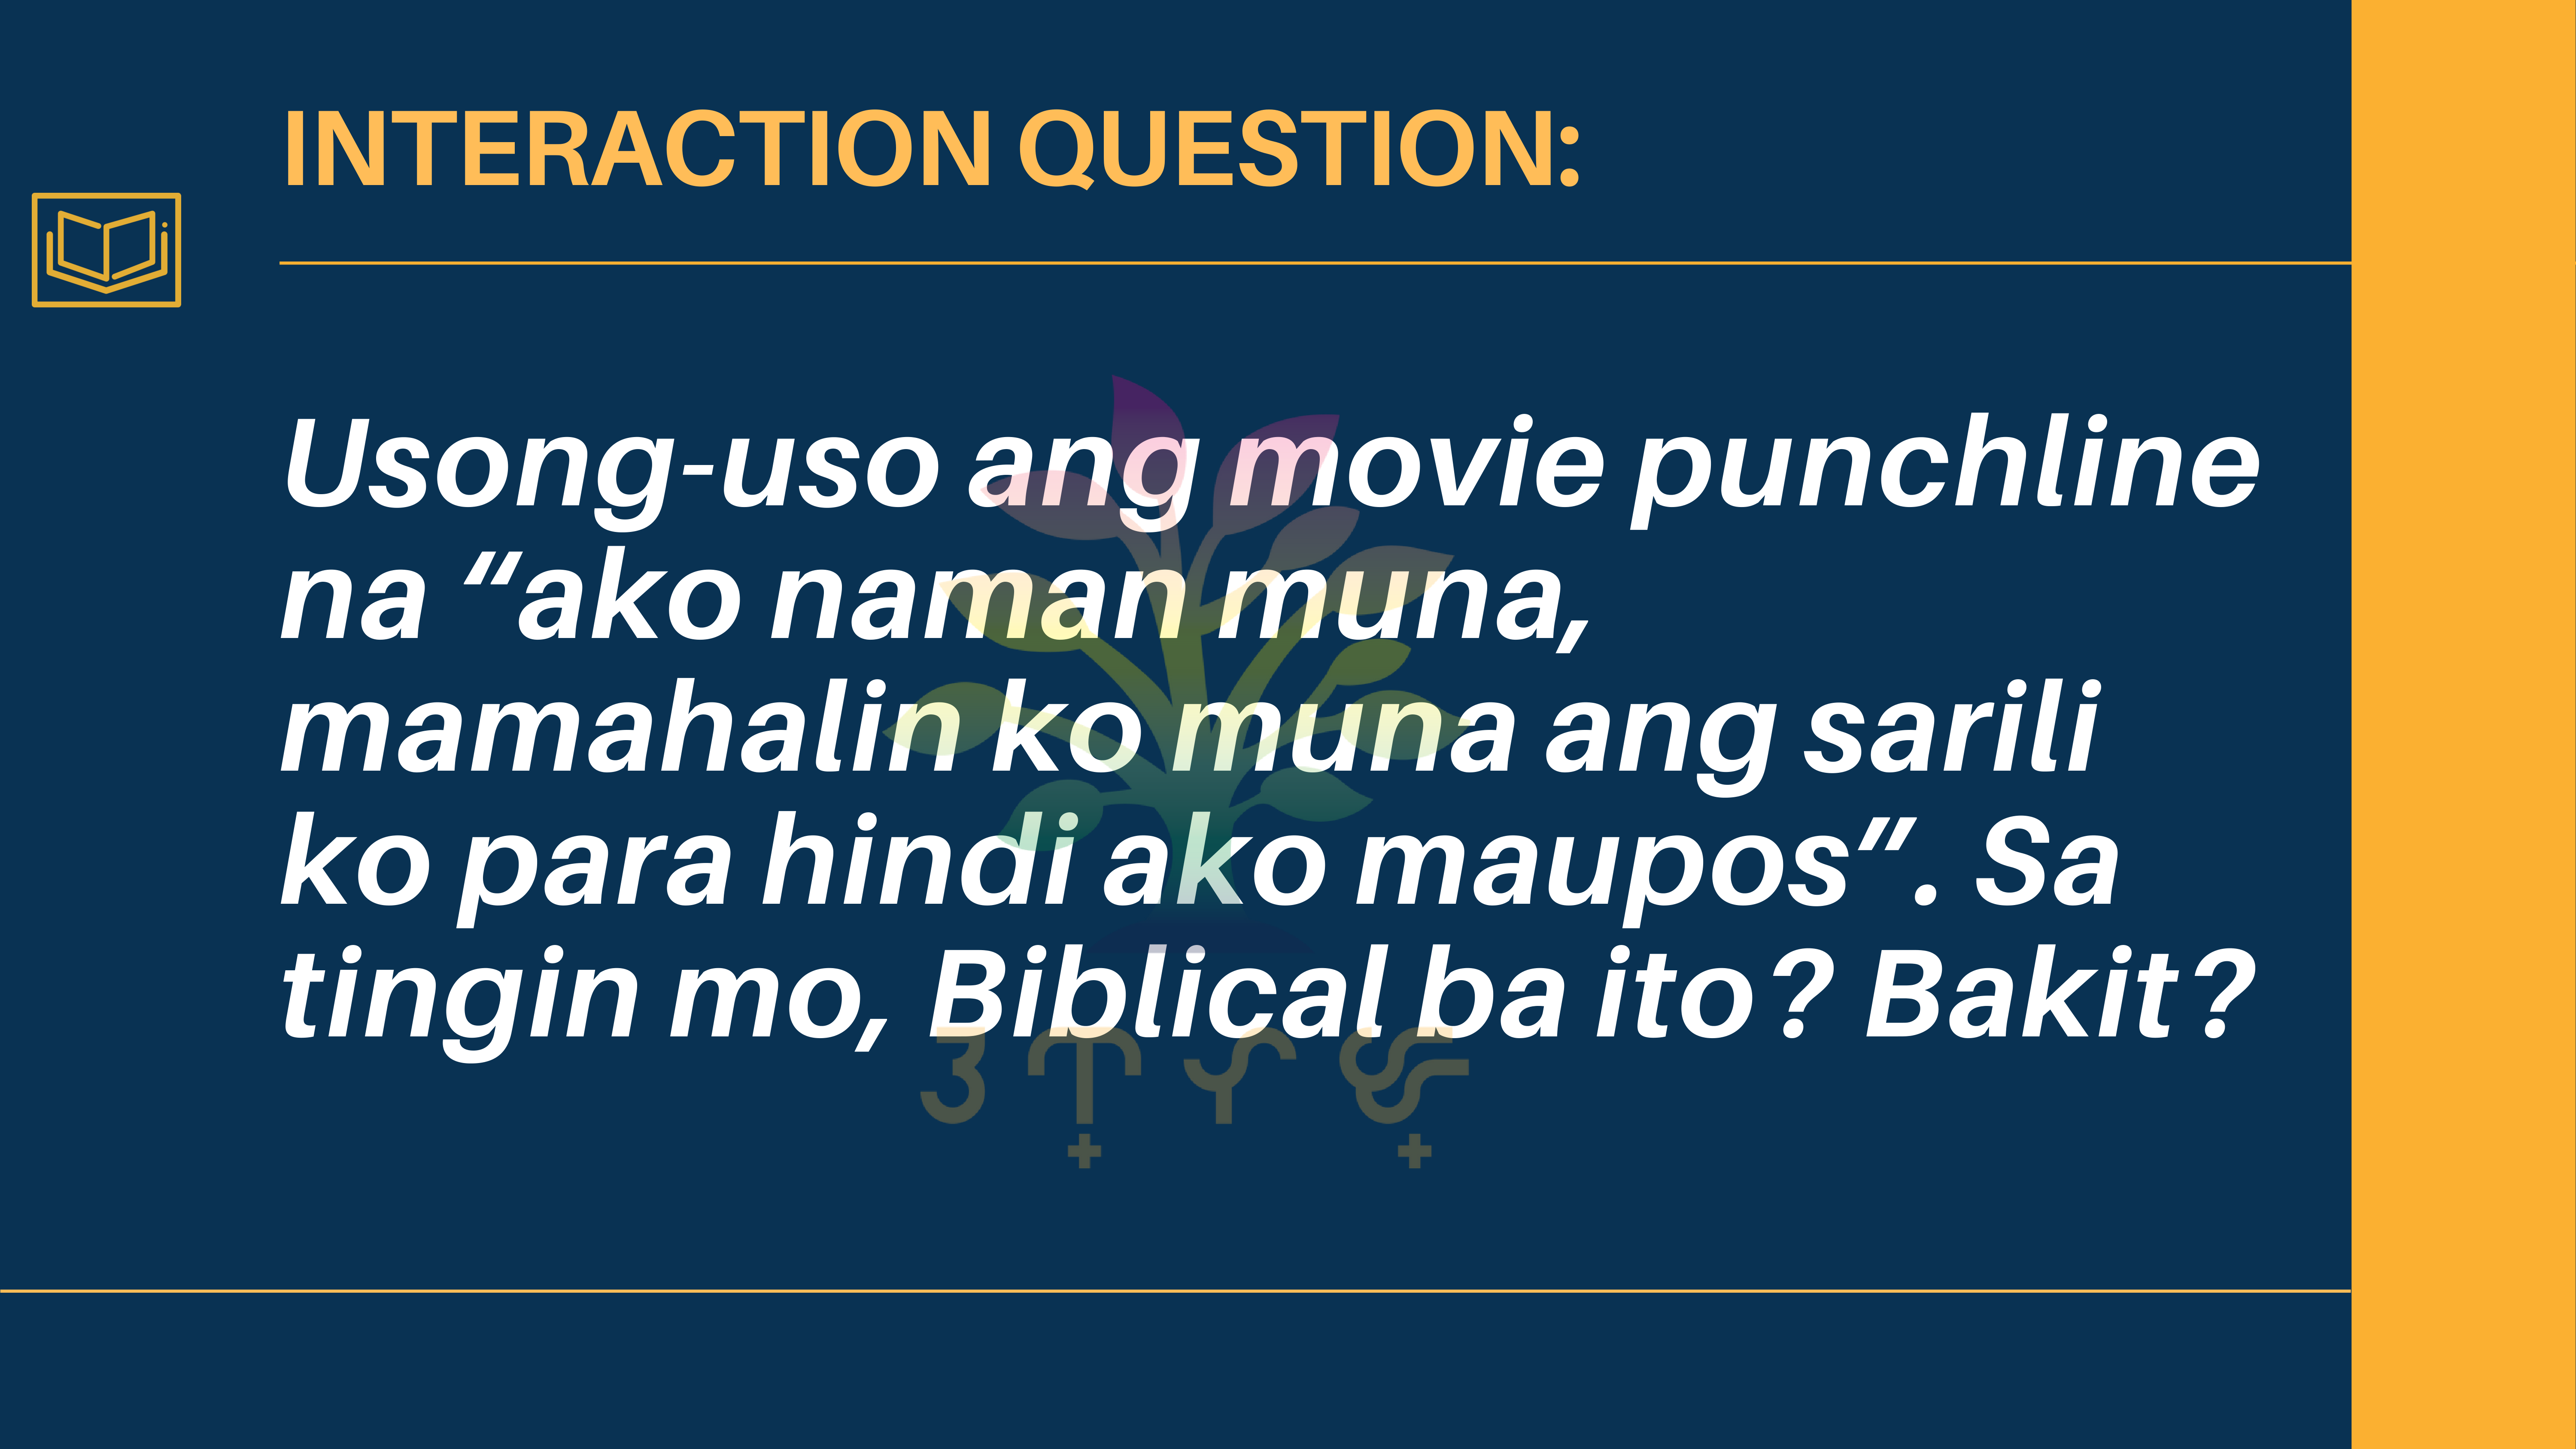 INTERACTION QUESTION:
Usong-uso ang movie punchline
na “ako naman muna,
mamahalin ko muna ang sarili
ko para hindi ako maupos”. Sa
tingin mo, Biblical ba ito? Bakit?